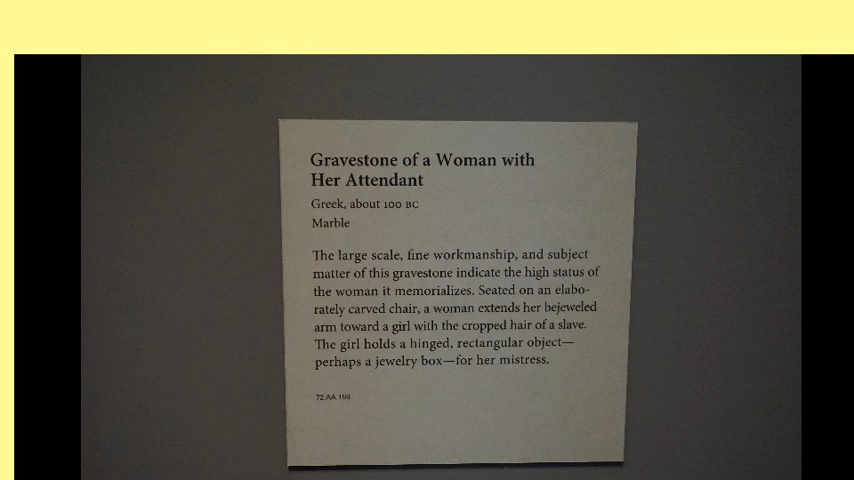 Gravestone of a Woman with
Her Attendant
Greek, about 100 BC
Marble
The large scale, fine workmanship, and subject
matter of this gravestone indicate the high status of
the woman it memorializes. Seated on an elabo-
rately carved chair, a woman extends her bejeweled
arm toward a girl with the cropped hair of a slave.
The girl holds a hinged, rectangular object—
perhaps a jewelry box—for her mistress.
72.AA.159